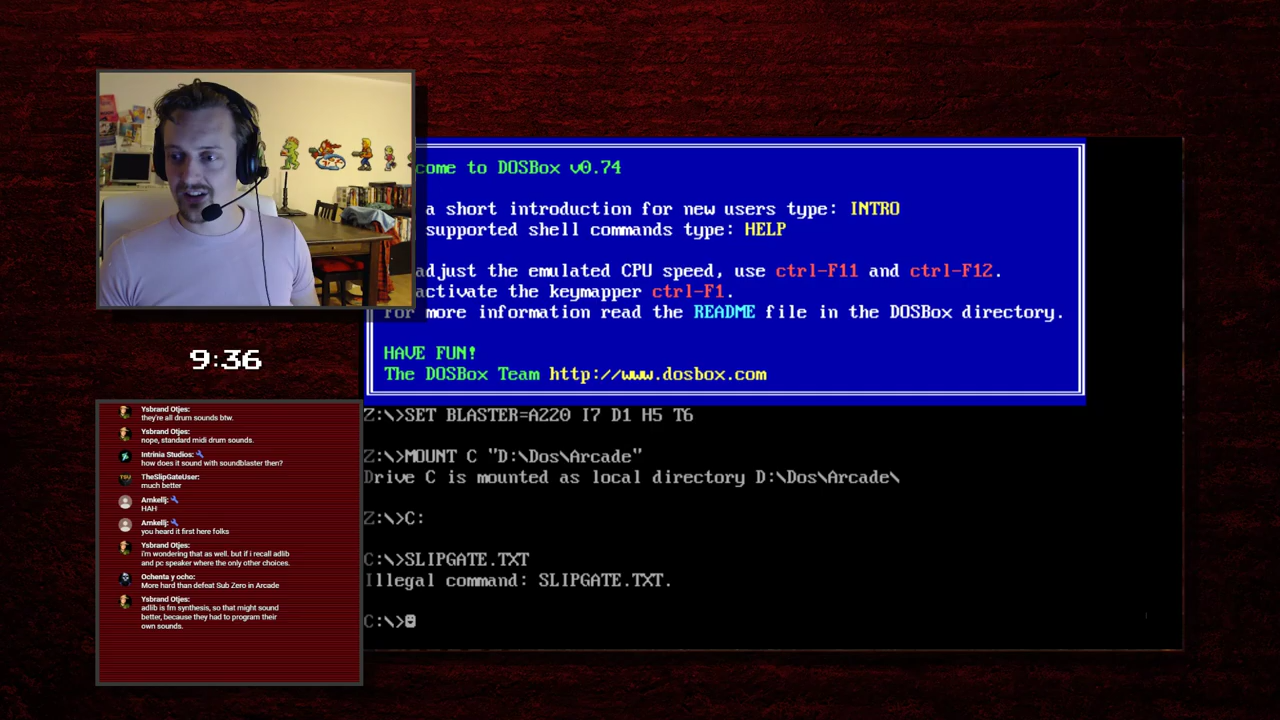 come to DOSBox v0.74
a short introduction for new users type: INTRO
supported shell commands type: HELP
adjust the emulated CPU speed, use ctrl-F11 and ctrl-F12.
activate the keymapper ctrl-F1.
For more information read the README file in the DOSBox directory.
HAVE FUN!
The DOSBox Team http://www.dosbox.com
Z:\>SET BLASTER=A220 I7 D1 H5 T6
Z:\>MOUNT C "D:\Dos\Arcade"
Drive C is mounted as local directory D:\Dos\Arcade\
Z:\>C:
C:\>SLIPGATE.TXT
Illegal command: SLIPGATE.TXT.
C:\>
9:36
Ysbrand Otjes:
they're all drum sounds btw.
Ysbrand Otjes:
nope, standard midi drum sounds.
Intrinia Studios:
how does it sound with soundblaster then?
TheSlipGateUser:
much better
Amkellj:
HAH
Amkellj:
you heard it first here folks
Ysbrand Otjes:
i'm wondering that as well. but if i recall adlib
and pc speaker where the only other choices.
Ochenta y ocho:
More hard than defeat Sub Zero in Arcade
Ysbrand Otjes:
adlib is fm synthesis, so that might sound
better, because they had to program their
own sounds.